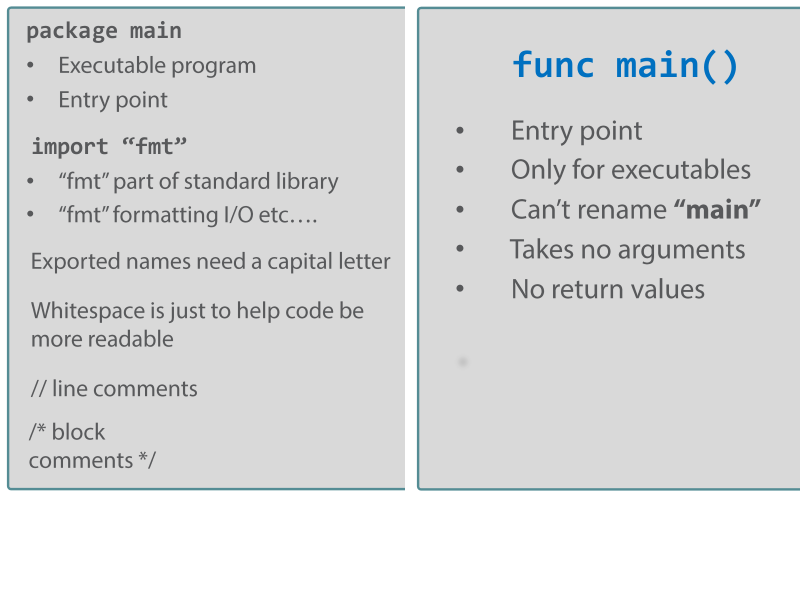 package main
• Executable program
• Entry point
import “fmt”
• “fmt” part of standard library
• “fmt” formatting I/O etc….
Exported names need a capital letter
Whitespace is just to help code be
more readable
// line comments
/* block
comments */
func main()
• Entry point
• Only for executables
• Can’t rename “main”
• Takes no arguments
• No return values